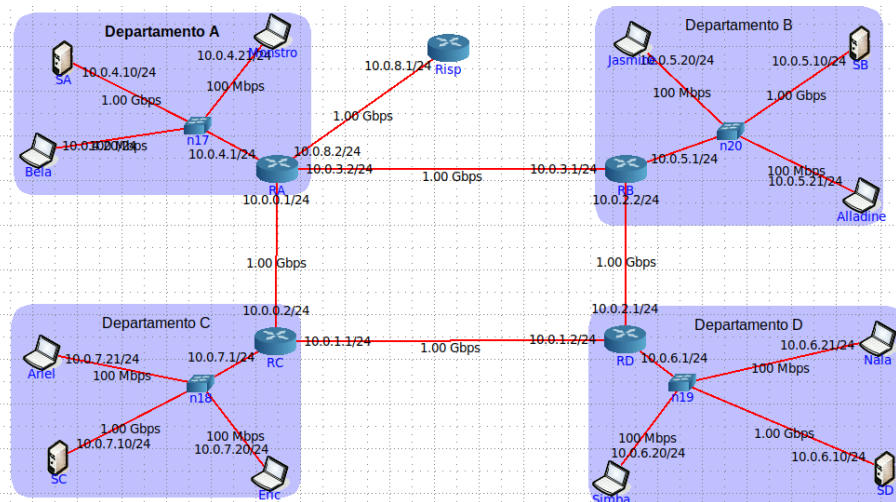 Departamento A
10.0.4.21/24
Monstro
SA
10.0.4.10/24
1.00 Gbps
100 Mbps
n17
Bela
10.0.4.1/24
RA
10.0.8.1/24
Risp
1.00 Gbps
10.0.8.2/24
10.0.3.2/24
1.00 Gbps
10.0.3.1/24
Departamento B
Jasmine
10.0.5.20/24
10.0.5.10/24
SB
100 Mbps
1.00 Gbps
n20
10.0.5.1/24
100 Mbps
10.0.5.21/24
Alladine
RB
10.0.2.2/24
10.0.0.1/24
1.00 Gbps
1.00 Gbps
10.0.0.2/24
10.0.2.1/24
Departamento C
10.0.7.21/24
Ariel
100 Mbps
10.0.7.1/24
RC
10.0.1.1/24
1.00 Gbps
10.0.1.2/24
n18
1.00 Gbps
10.0.7.10/24
SC
100 Mbps
10.0.7.20/24
Eric
Departamento D
RD
10.0.6.1/24
10.0.6.21/24
Nala
100 Mbps
n19
1.00 Gbps
10.0.6.10/24
SD
100 Mbps
10.0.6.20/24
Simba